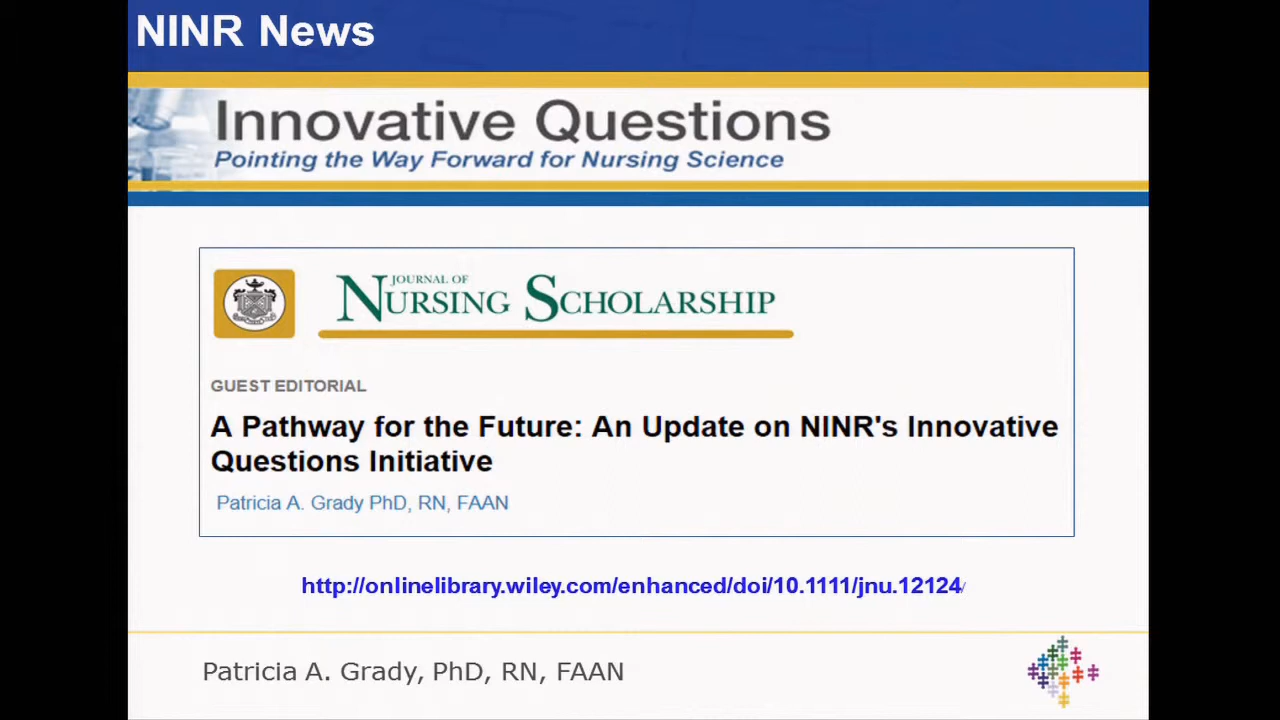 NINR News
Innovative Questions
Pointing the Way Forward for Nursing Science
JOURNAL OF
NURSING SCHOLARSHIP
GUEST EDITORIAL
A Pathway for the Future: An Update on NINR's Innovative
Questions Initiative
Patricia A. Grady PhD, RN, FAAN
http://onlinelibrary.wiley.com/enhanced/doi/10.1111/jnu.12124/
Patricia A. Grady, PhD, RN, FAAN